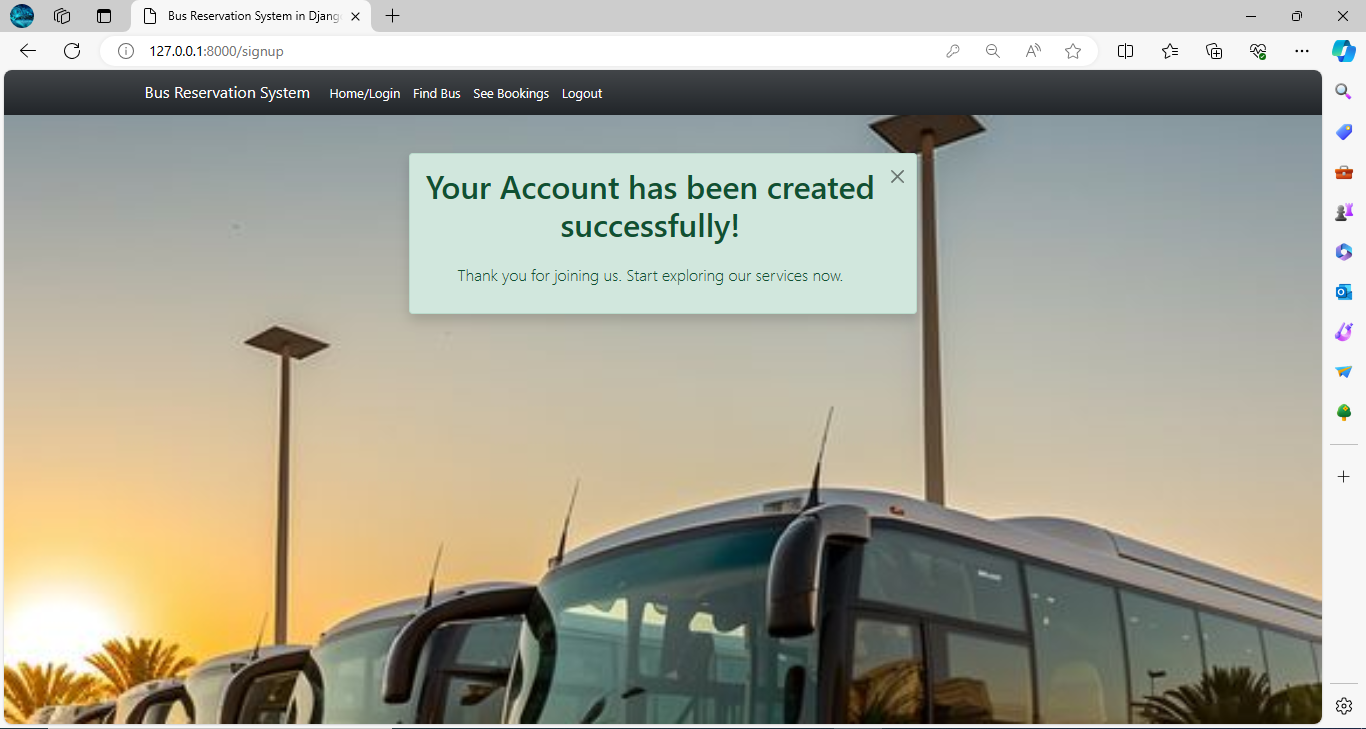 Bus Reservation System in Djang
127.0.0.1:8000/signup
Bus Reservation System Home/Login Find Bus See Bookings Logout
Your Account has been created
successfully!
Thank you for joining us. Start exploring our services now.